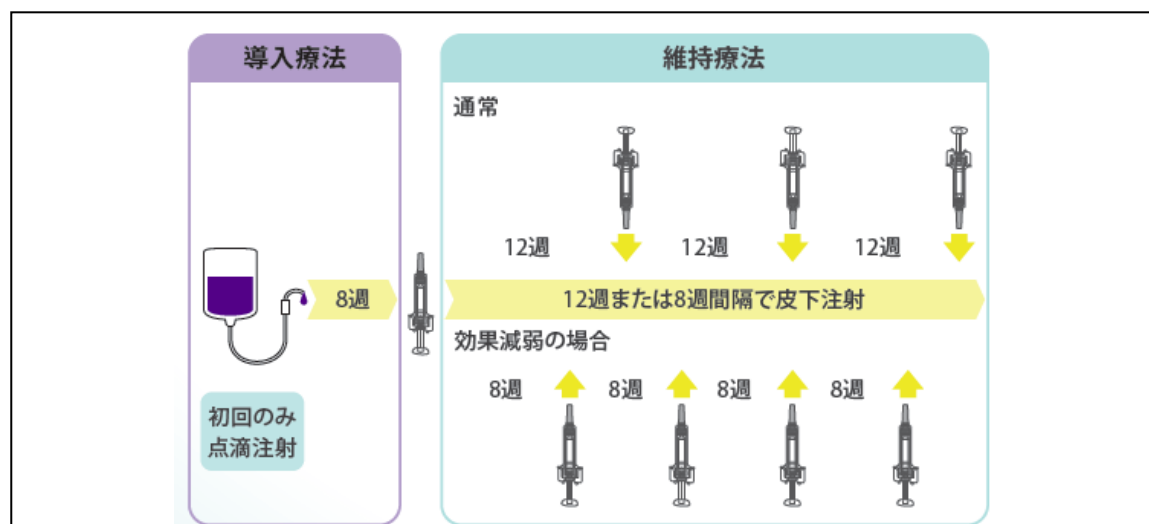 導入療法
維持療法
通常
12週
12週
12週
8週
12週または8週間隔で皮下注射
効果減弱の場合
8週
8週
8週
8週
初回のみ
点滴注射